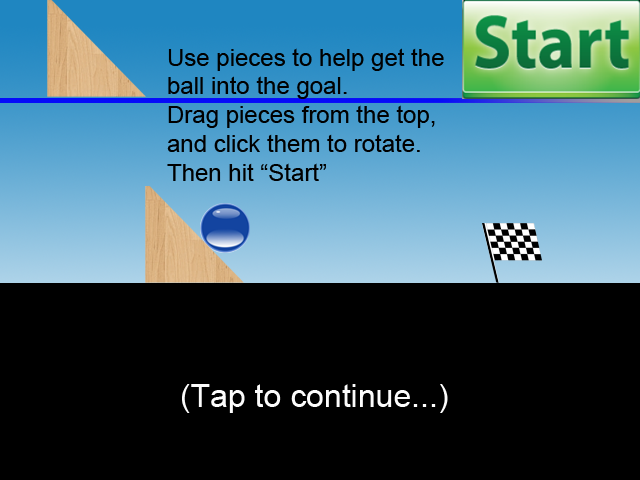 Start
Use pieces to help get the
ball into the goal.
Drag pieces from the top,
and click them to rotate.
Then hit “Start”
(Tap to continue...)